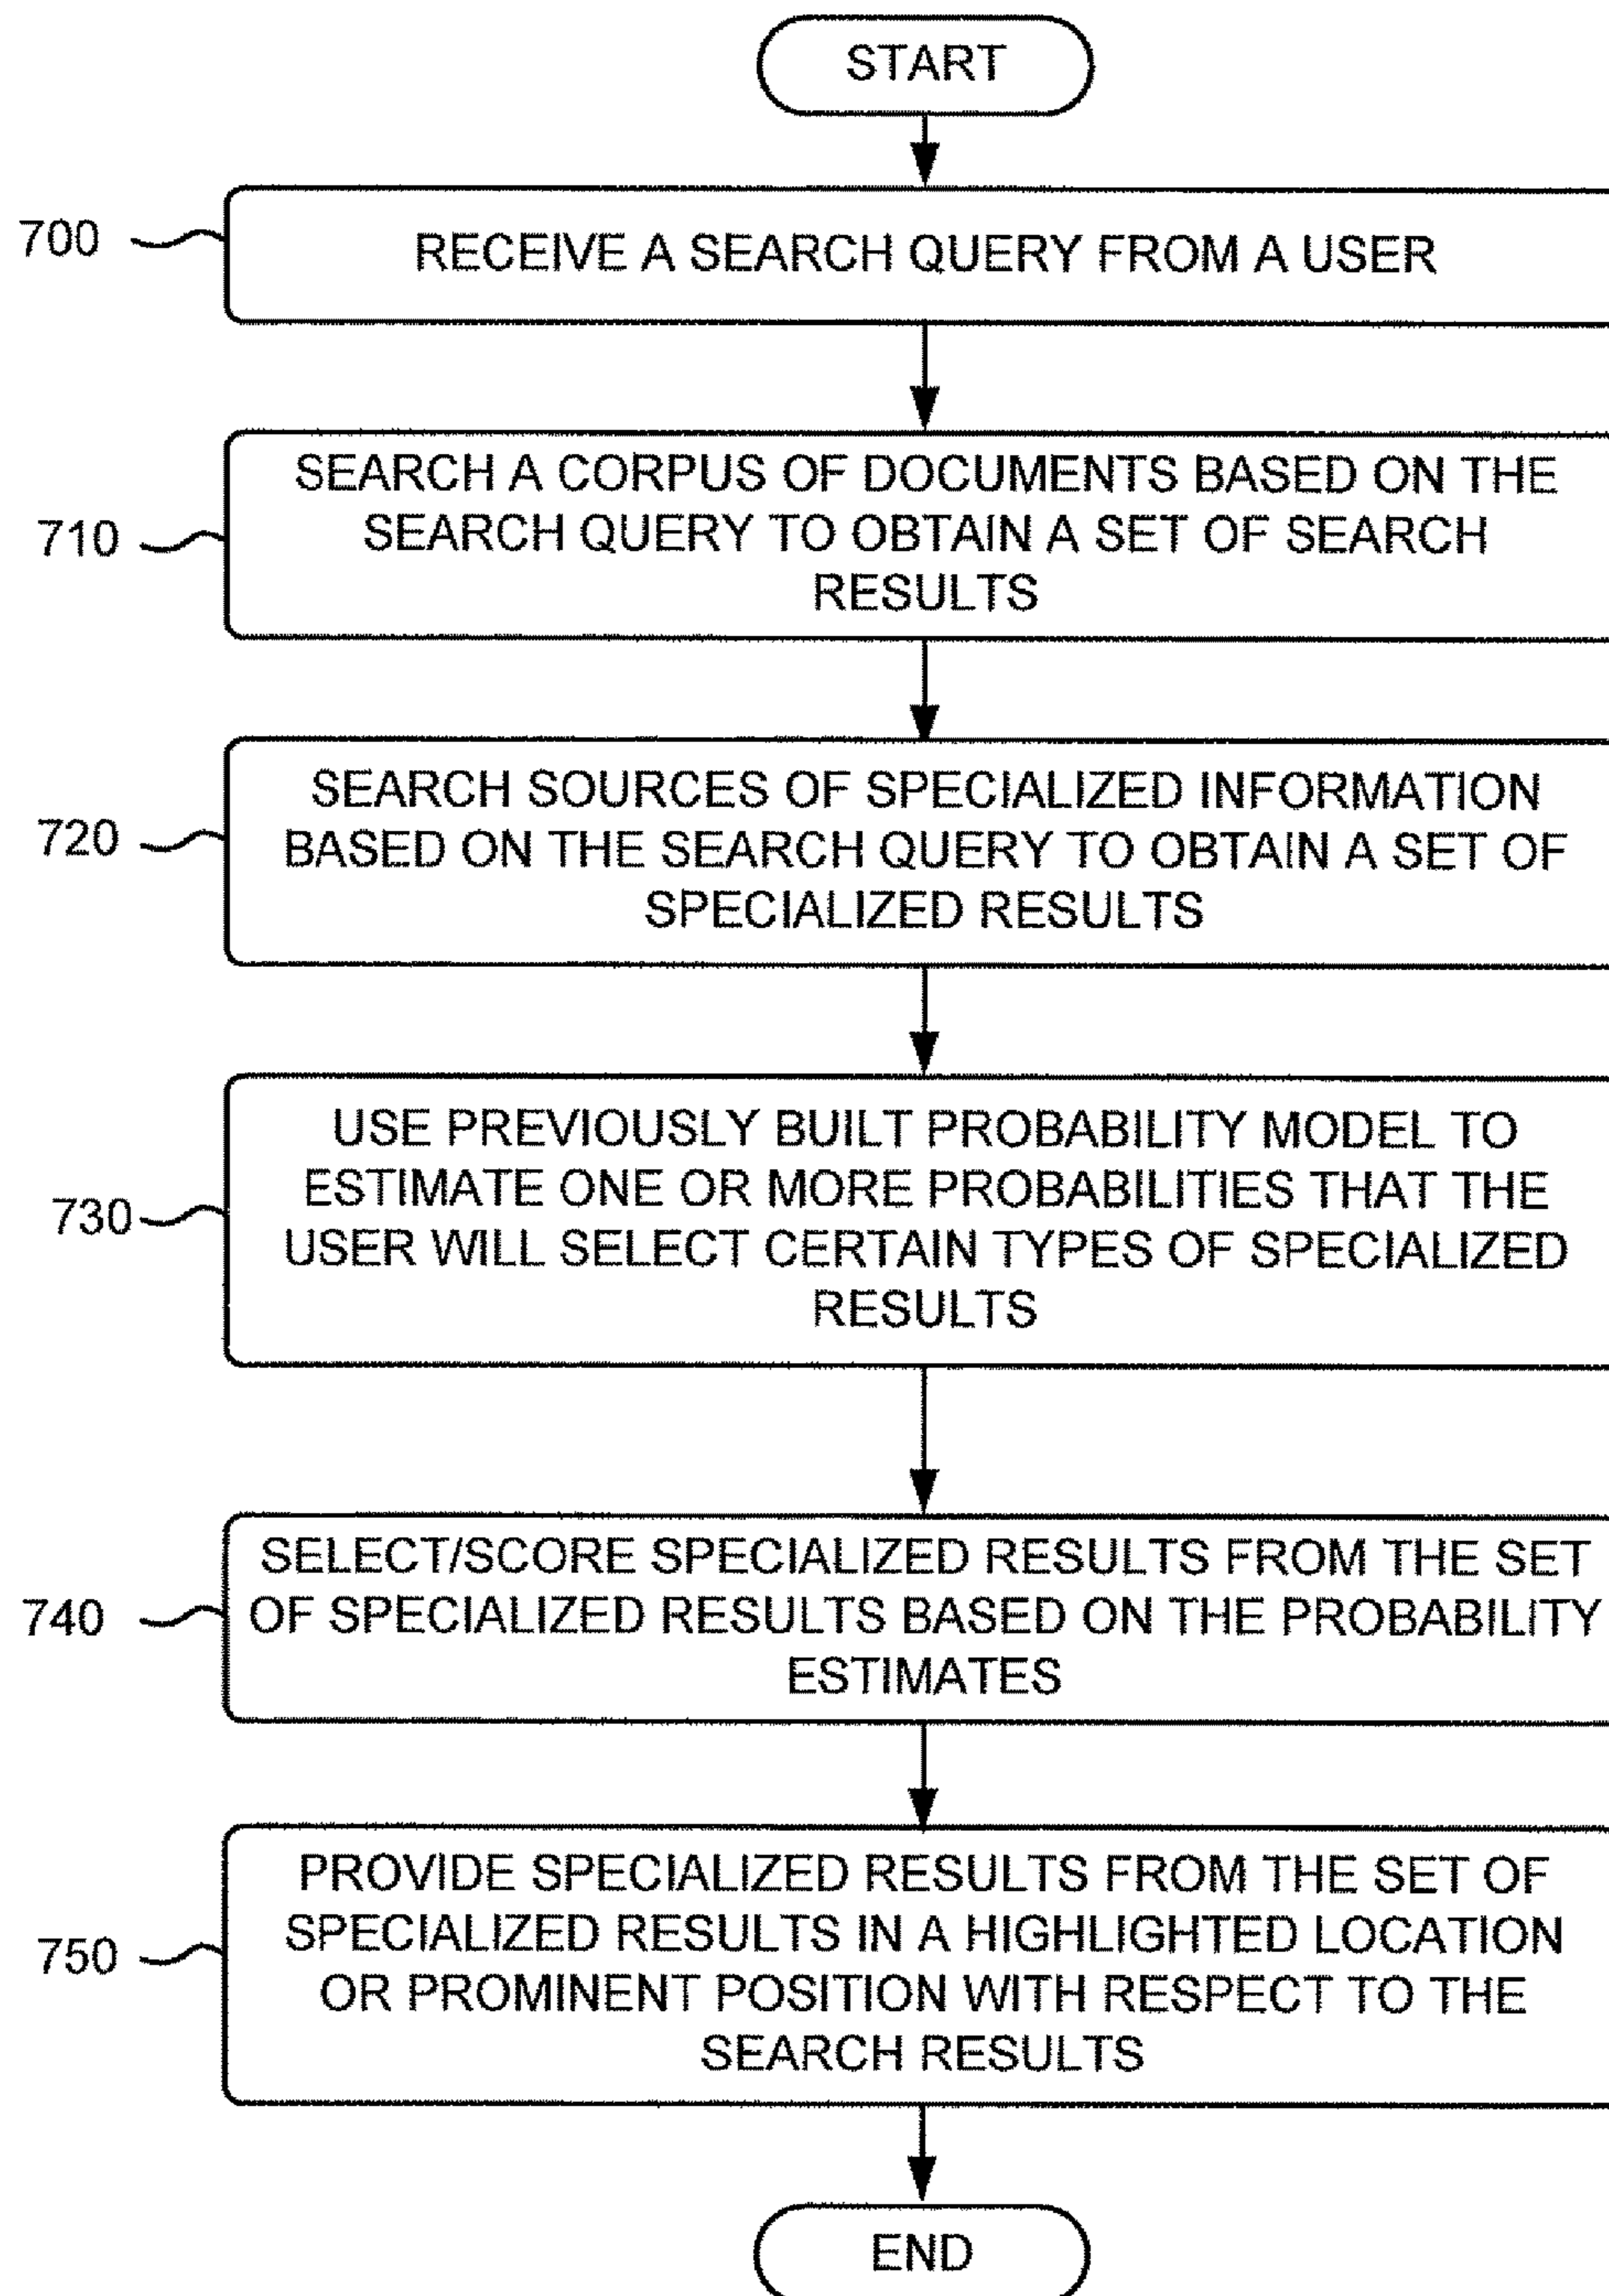 START
700
RECEIVE A SEARCH QUERY FROM A USER
710
SEARCH A CORPUS OF DOCUMENTS BASED ON THE
SEARCH QUERY TO OBTAIN A SET OF SEARCH
RESULTS
720
SEARCH SOURCES OF SPECIALIZED INFORMATION
BASED ON THE SEARCH QUERY TO OBTAIN A SET OF
SPECIALIZED RESULTS
730
USE PREVIOUSLY BUILT PROBABILITY MODEL TO
ESTIMATE ONE OR MORE PROBABILITIES THAT THE
USER WILL SELECT CERTAIN TYPES OF SPECIALIZED
RESULTS
740
SELECT/SCORE SPECIALIZED RESULTS FROM THE SET
OF SPECIALIZED RESULTS BASED ON THE PROBABILITY
ESTIMATES
750
PROVIDE SPECIALIZED RESULTS FROM THE SET OF
SPECIALIZED RESULTS IN A HIGHLIGHTED LOCATION
OR PROMINENT POSITION WITH RESPECT TO THE
SEARCH RESULTS
END